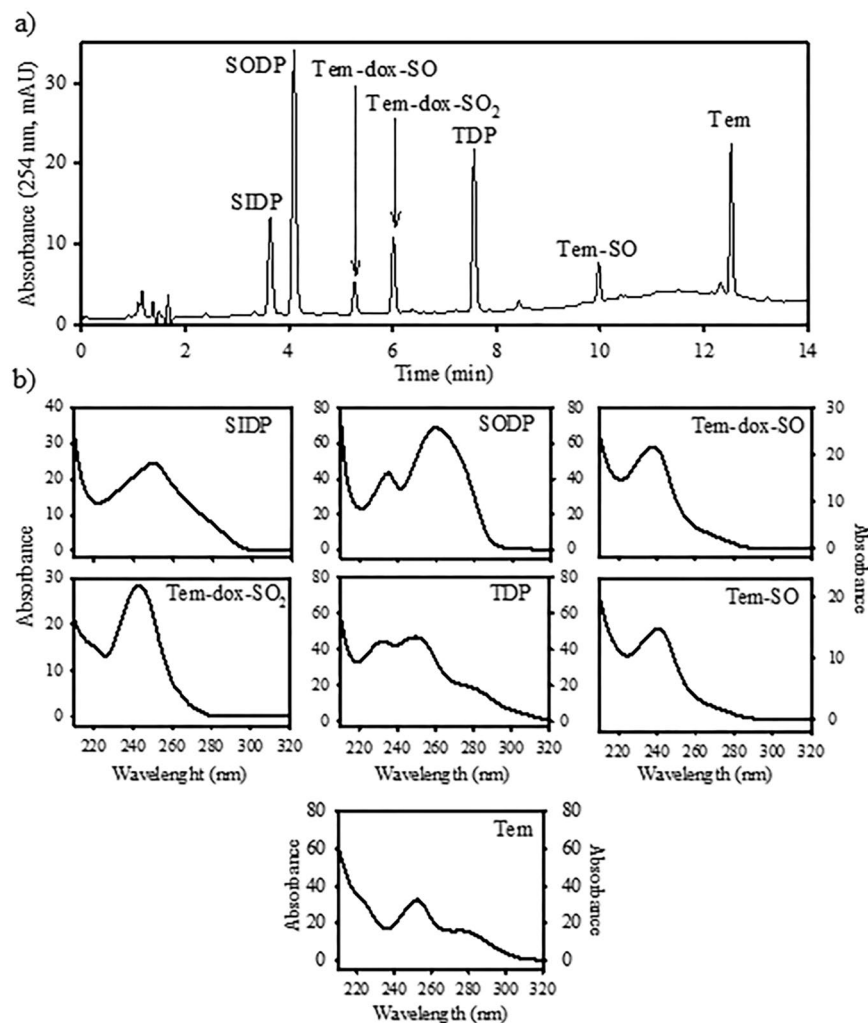 a)
Absorbance (254 nm, mAU)
30
20
10
0
SODP
Tem-dox-SO
Tem-dox-SO₂
TDP
Tem
SIDP
Tem-SO
0 2 4 6 8 10 12 14
Time (min)
b)
40
30
20
10
0
SIDP
80
60
40
20
0
SODP
Tem-dox-SO
30
20
10
0
Absorbance
Absorbance
30
20
10
0
Tem-dox-SO₂
80
60
40
20
0
TDP
80
60
40
20
0
Tem-SO
20
10
0
220 240 260 280 300 320
Wavelenght (nm)
220 240 260 280 300 320
Wavelength (nm)
220 240 260 280 300 320
Wavelength (nm)
Absorbance
80
60
40
20
0
Tem
80
60
40
20
0
Absorbance
220 240 260 280 300 320
Wavelength (nm)